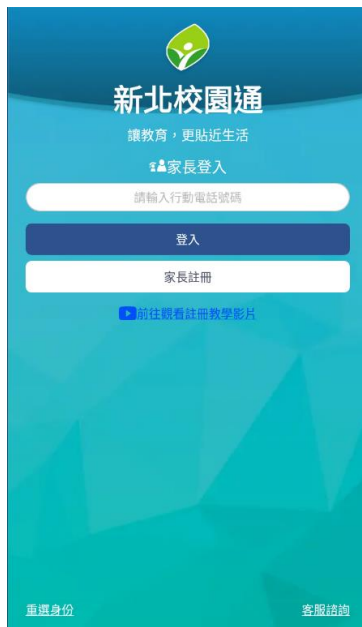 新北校園通
讓教育，更貼近生活
家長登入
請輸入行動電話號碼
登入
家長註冊
前往觀看註冊教學影片
重選身份
客服諮詢